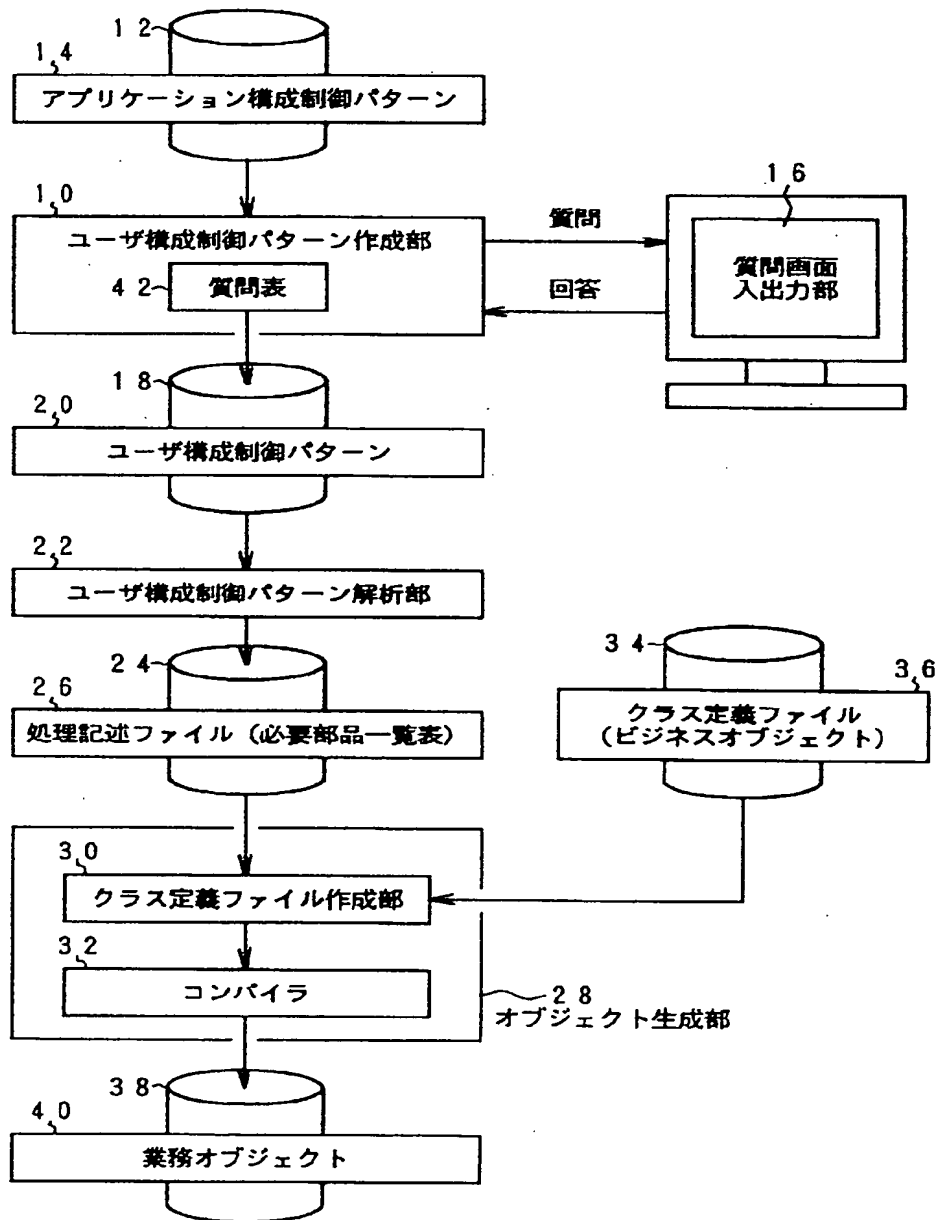 12
14
アプリケーション構成制御パターン
10
ユーザ構成制御パターン作成部
42
質問表
質問
回答
16
質問画面
入出力部
18
20
ユーザ構成制御パターン
22
ユーザ構成制御パターン解析部
24
26
処理記述ファイル(必要部品一覧表)
34
36
クラス定義ファイル
(ビジネスオブジェクト)
30
クラス定義ファイル作成部
32
コンパイラ
28
オブジェクト生成部
38
40
業務オブジェクト